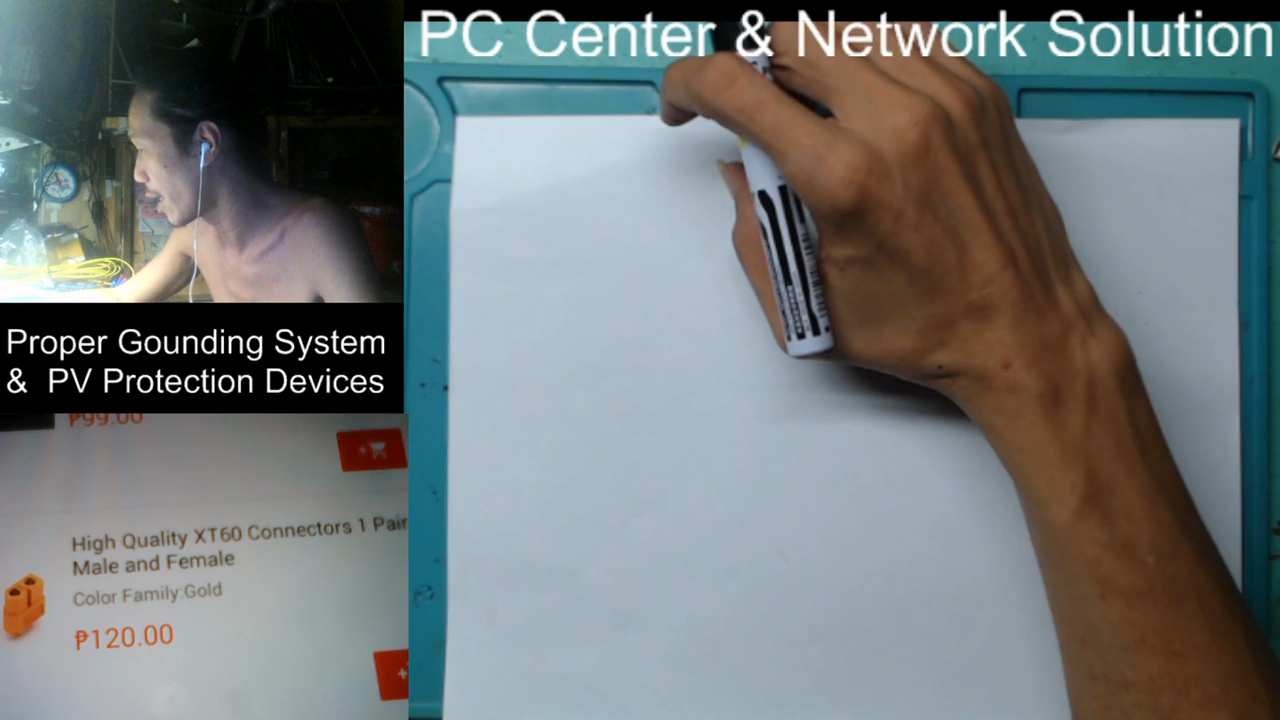 PC Center & Network Solution
Proper Gounding System
& PV Protection Devices
₱99.00
High Quality XT60 Connectors 1 Pair
Male and Female
Color Family:Gold
₱120.00